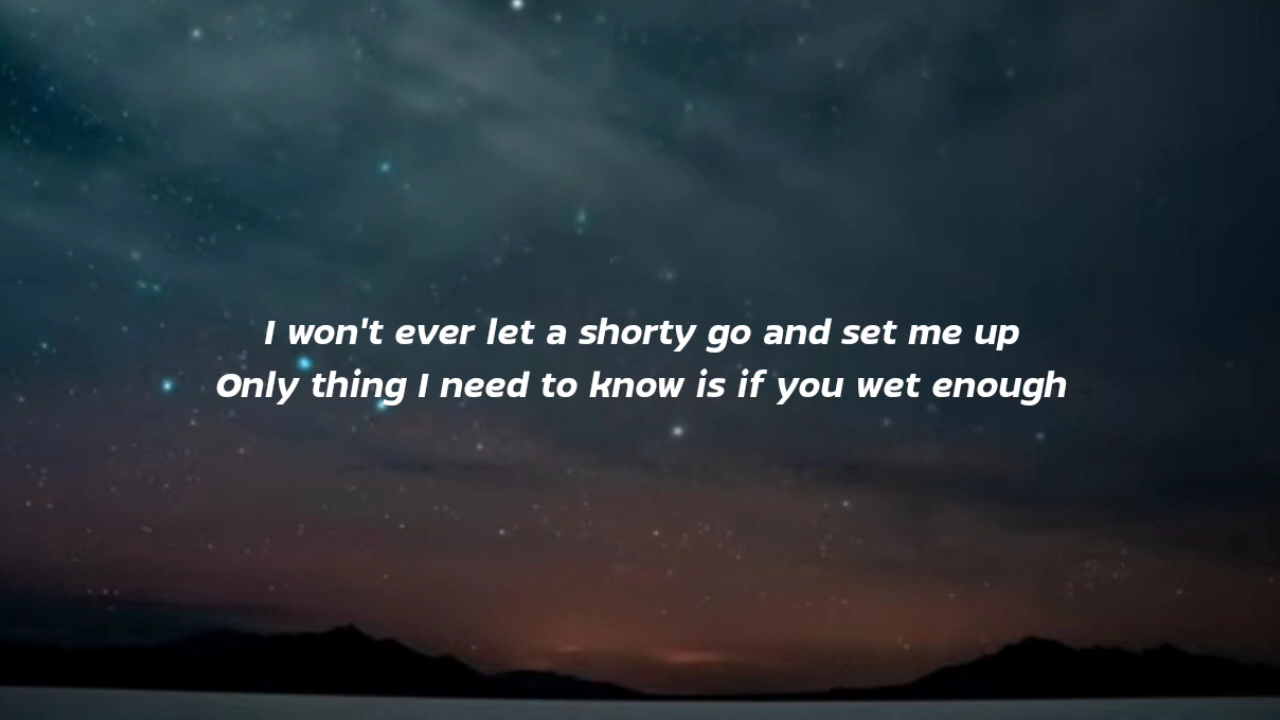 I won't ever let a shorty go and set me up
Only thing I need to know is if you wet enough